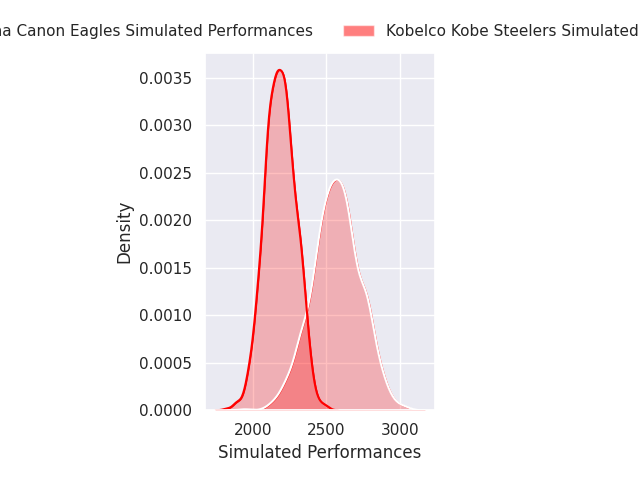 Canon Eagles Simulated Performances
Kobelco Kobe Steelers Simulated
0.0035
0.0030
0.0025
0.0020
0.0015
0.0010
0.0005
0.0000
Density
2000 2500 3000
Simulated Performances